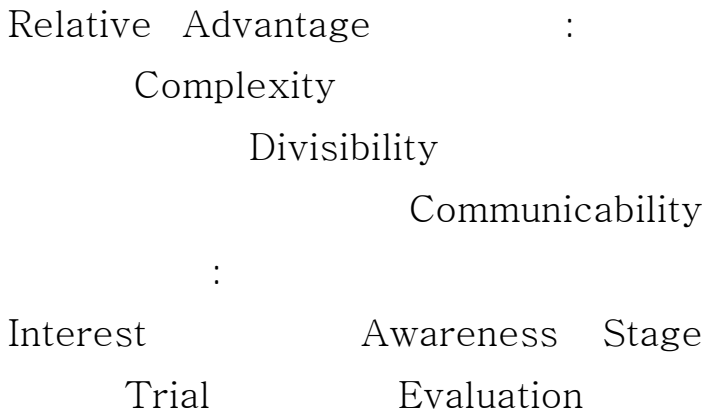 Relative Advantage :
Complexity
Divisibility
Communicability
:
Interest Awareness Stage
Trial Evaluation